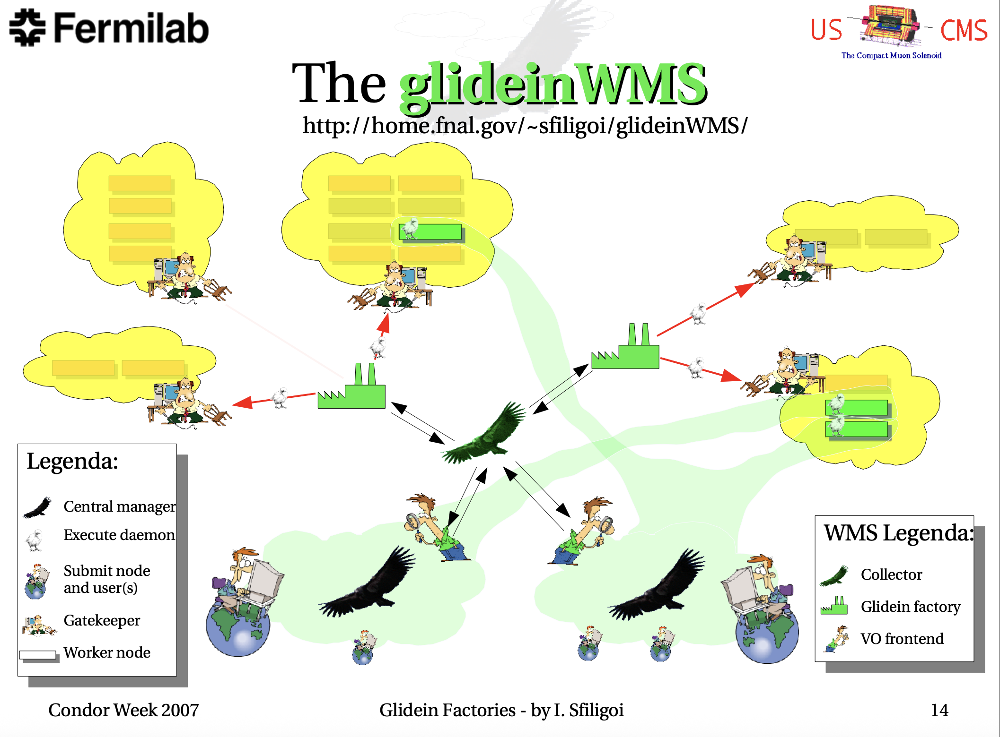 Fermilab
US CMS
The Compact Muon Solenoid
The glideinWMS
http://home.fnal.gov/~sfiligoi/glideinWMS/
Legenda:
Central manager
Execute daemon
Submit node
and user(s)
Gatekeeper
Worker node
WMS Legenda:
Collector
Glidein factory
VO frontend
Condor Week 2007
Glidein Factories - by I. Sfiligoi
14